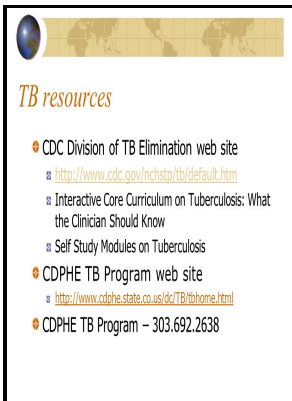 TB resources
CDC Division of TB Elimination web site
http://www.cdc.gov/nchstp/tb/default.htm
Interactive Core Curriculum on Tuberculosis: What
the Clinician Should Know
Self Study Modules on Tuberculosis
CDPHE TB Program web site
http://www.cdphe.state.co.us/dc/TB/tbhome.html
CDPHE TB Program – 303.692.2638